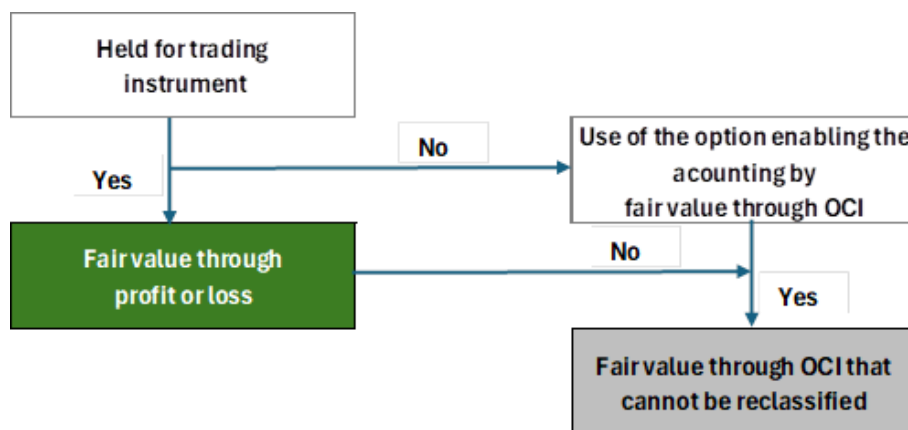 Held for trading
instrument
No
Use of the option enabling the
acounting by
fair value through OCI
Yes
Fair value through
profit or loss
No
Yes
Fair value through OCI that
cannot be reclassified